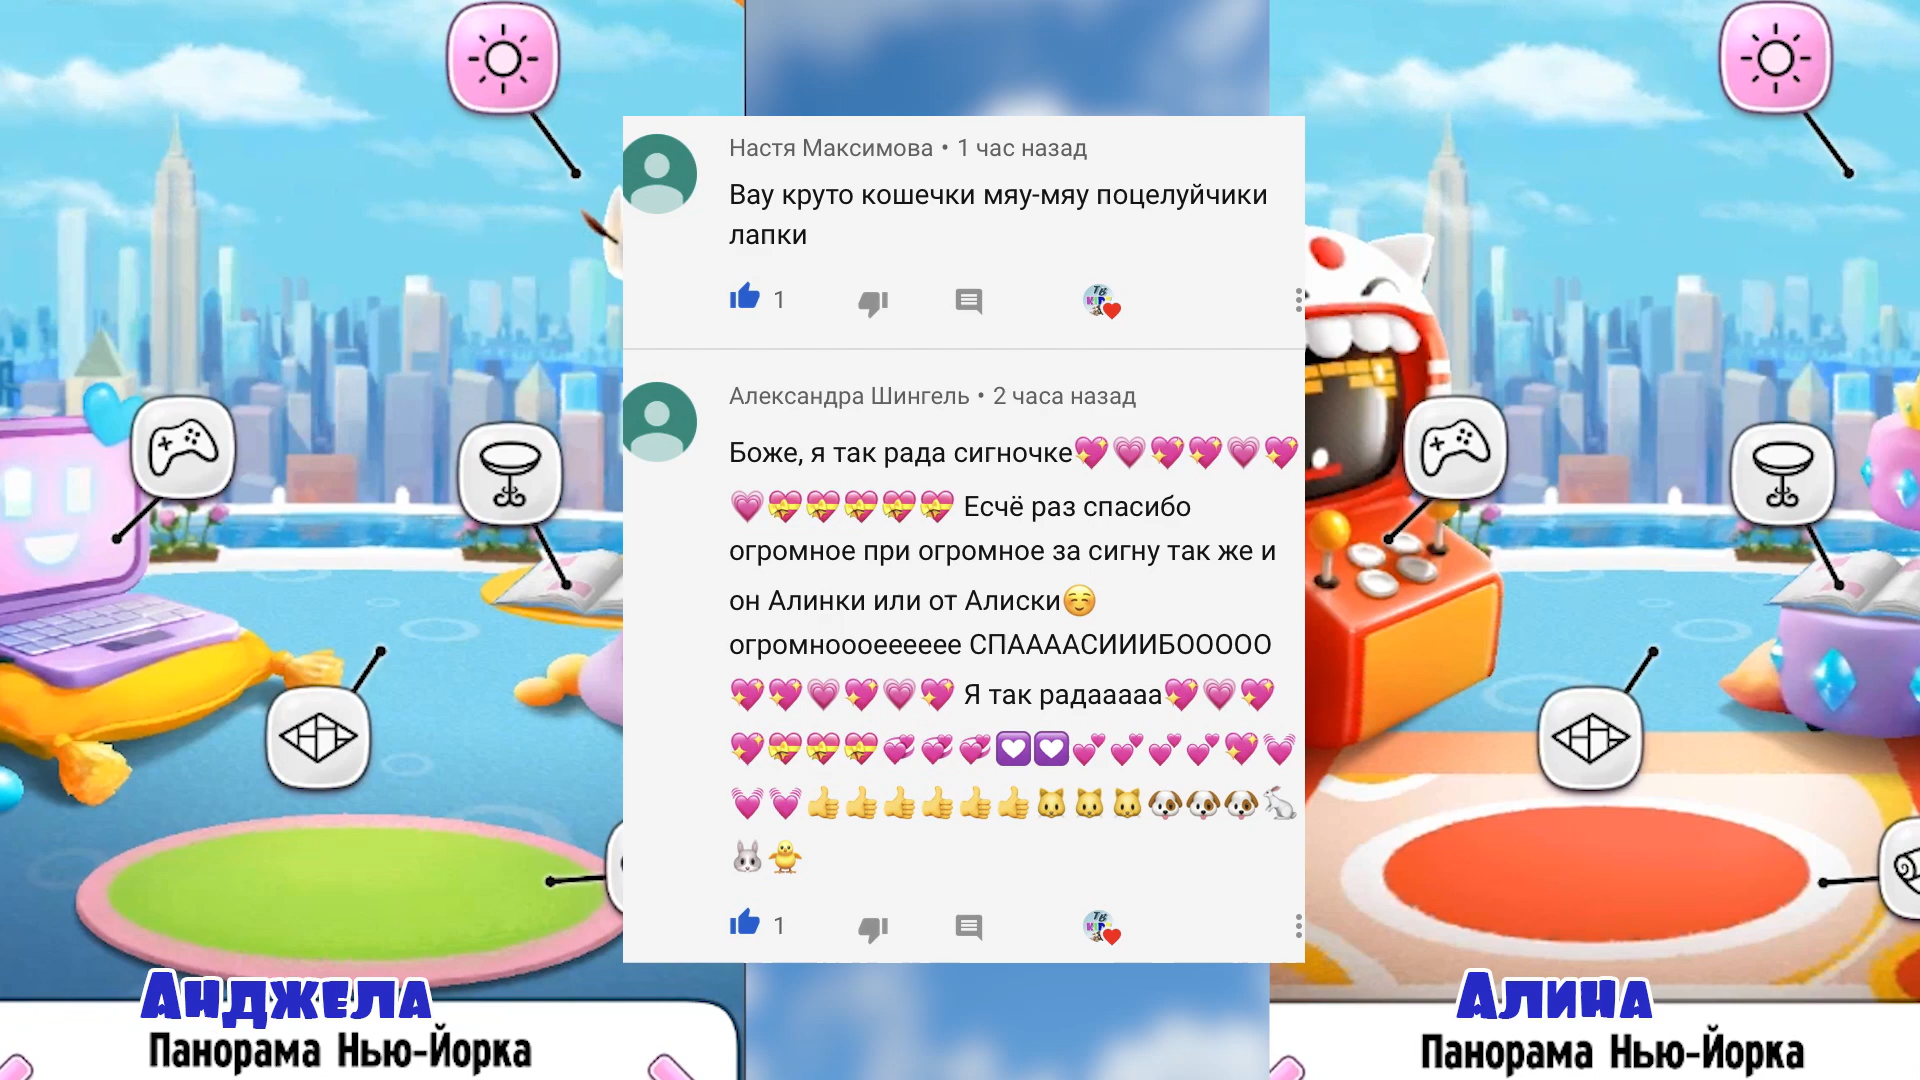 Настя Максимова • 1 час назад
Вау круто кошечки мяу-мяу поцелуйчики
лапки
1
Александра Шингель • 2 часа назад
Боже, я так рада сигночке💖💗💖💖💗💖
💗💝💝💝💝💝 Есчё раз спасибо
огромное при огромное за сигну так же и
он Алинки или от Алиски☺️
огромноооееееее СПААААСИИИБООООО
💖💖💗💖💗💖 Я так радааааа💖💗💖
💖💝💝💝💞💞💞💟💟💕💕💕💕💖💓
💓💓👍👍👍👍👍👍🐱🐱🐱🐶🐶🐶🐇
🐰🐥
1
Анджела
Панорама Нью-Йорка
Алина
Панорама Нью-Йорка